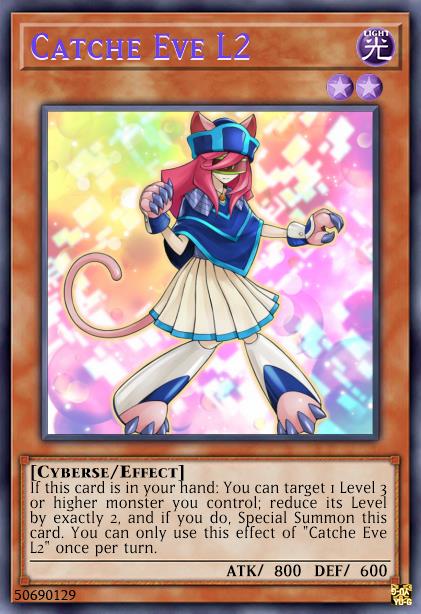 Catche Eve L2
LIGHT
光
[Cyberse/Effect]
If this card is in your hand: You can target 1 Level 3
or higher monster you control; reduce its Level
by exactly 2, and if you do, Special Summon this
card. You can only use this effect of "Catche Eve
L2" once per turn.
ATK/ 800 DEF/ 600
50690129